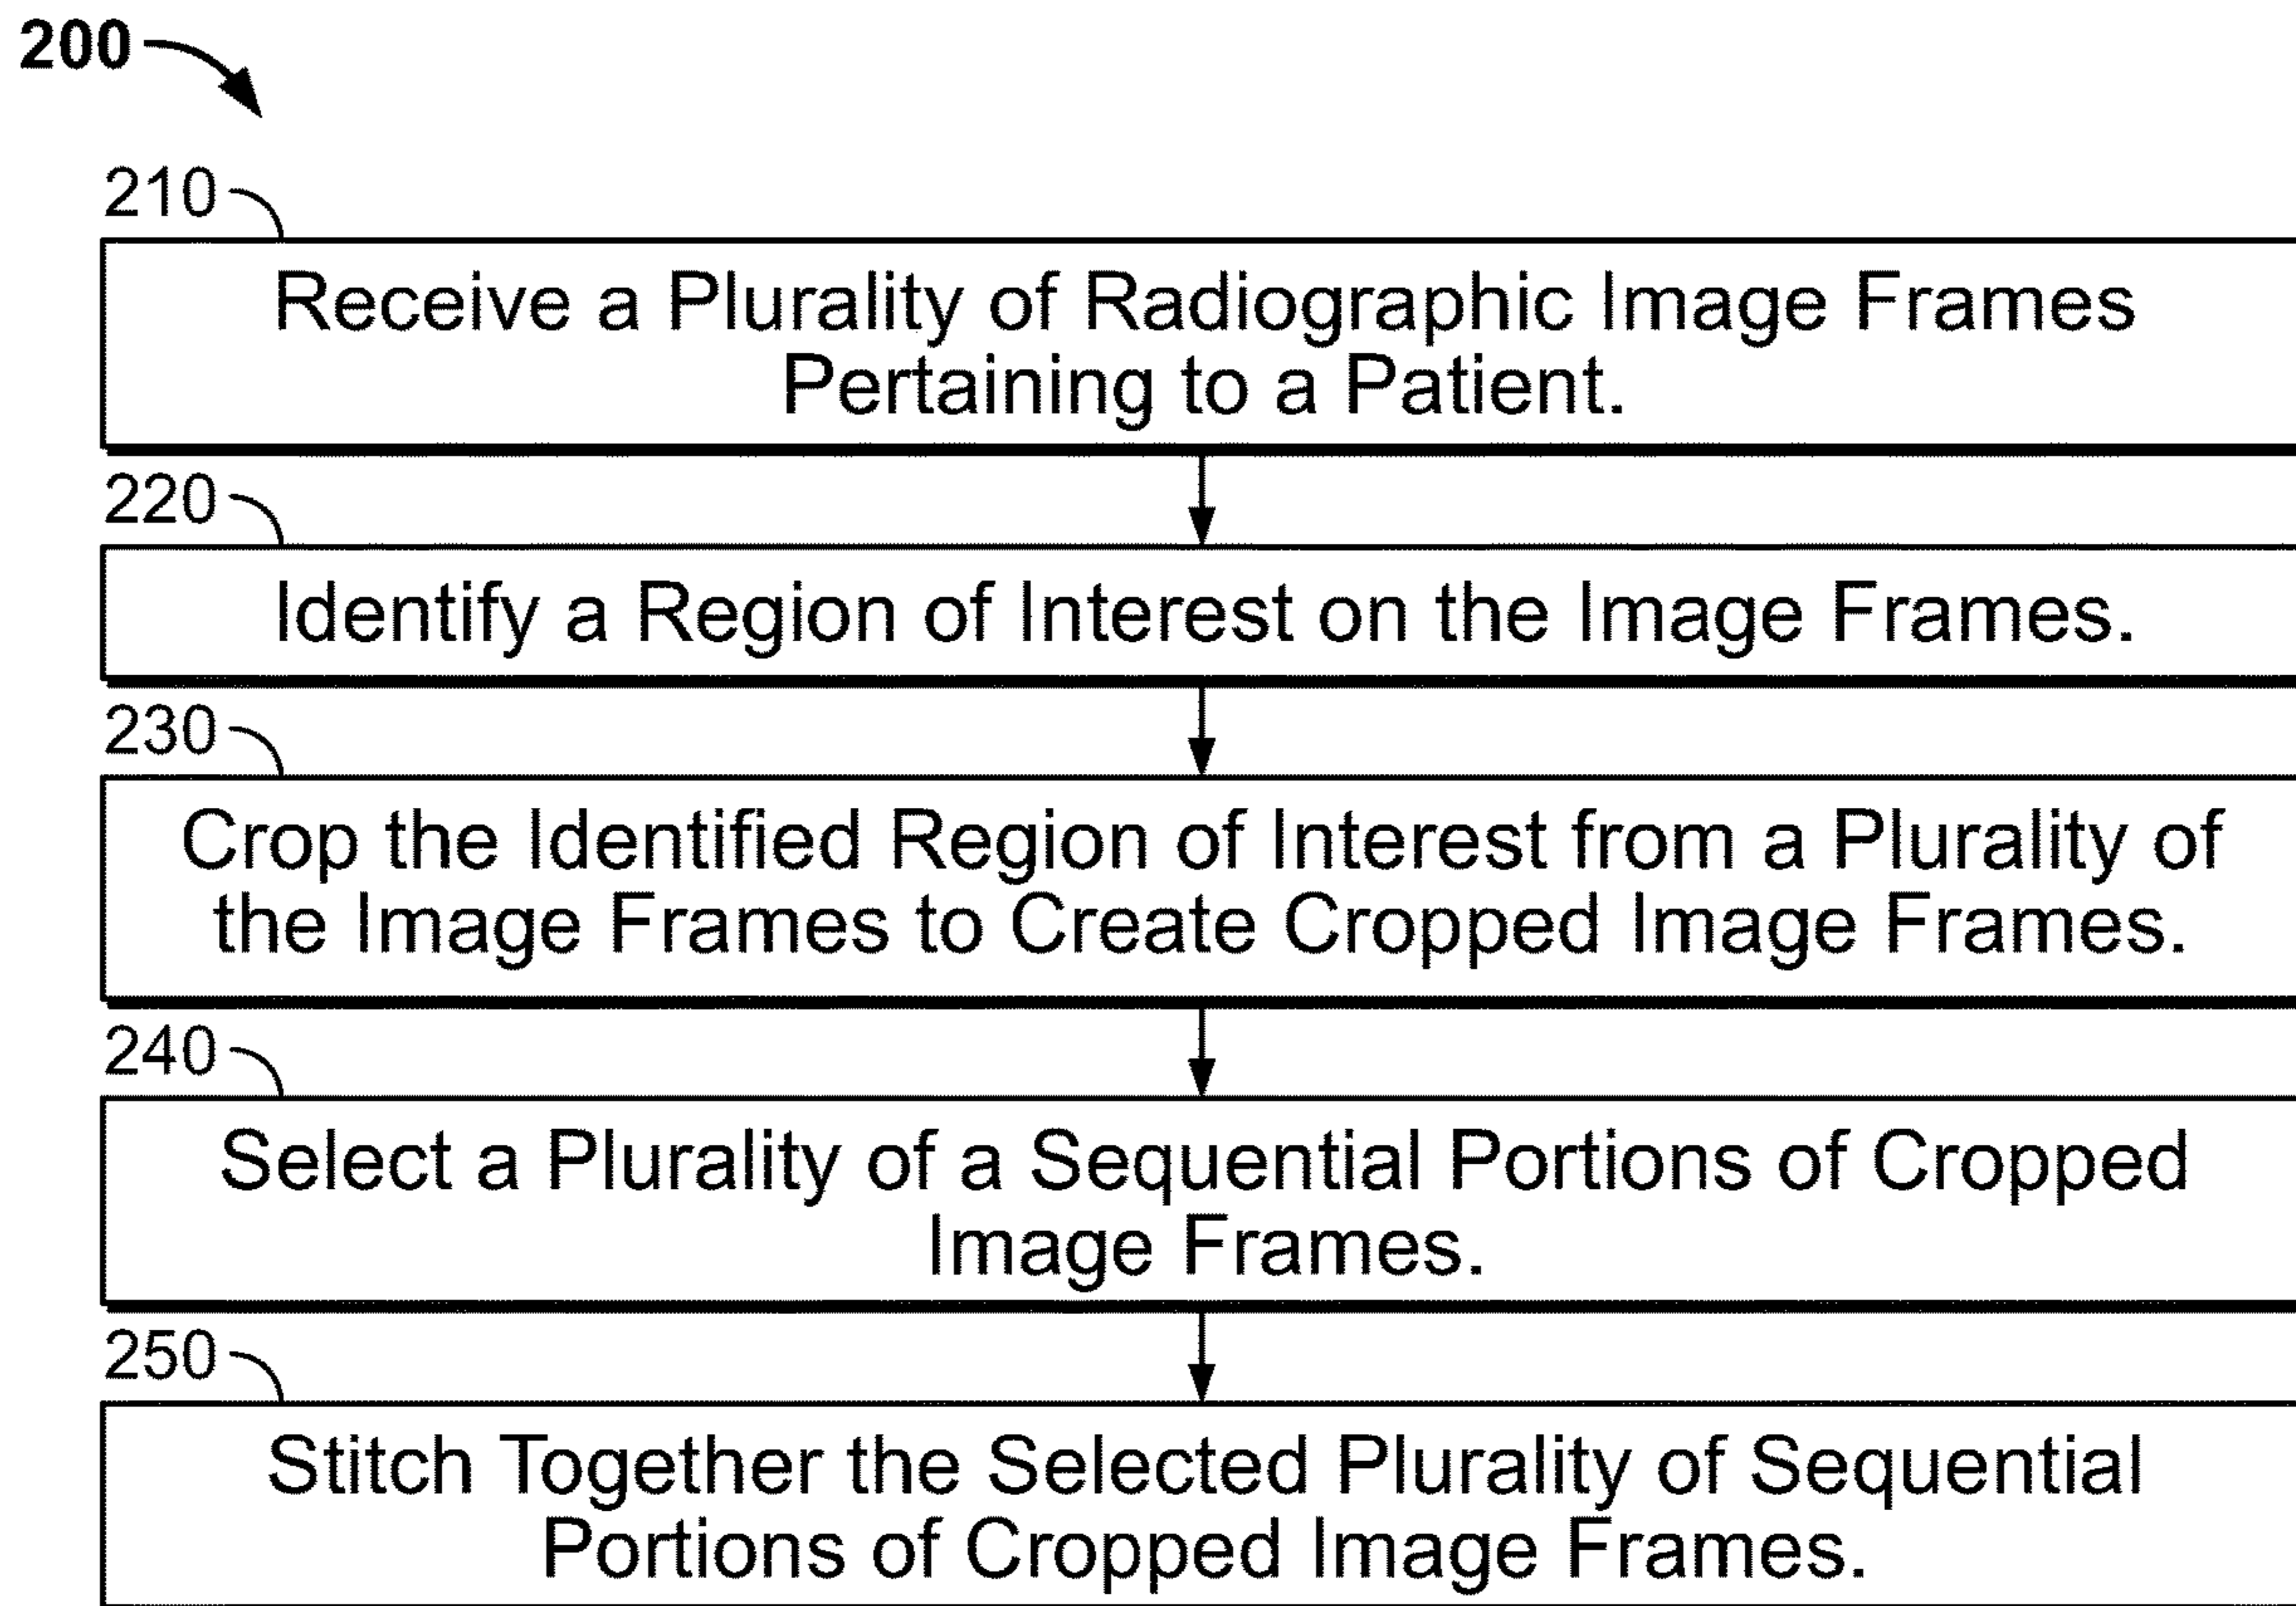 200
210
Receive a Plurality of Radiographic Image Frames
Pertaining to a Patient.
220
Identify a Region of Interest on the Image Frames.
230
Crop the Identified Region of Interest from a Plurality of
the Image Frames to Create Cropped Image Frames.
240
Select a Plurality of a Sequential Portions of Cropped
Image Frames.
250
Stitch Together the Selected Plurality of Sequential
Portions of Cropped Image Frames.